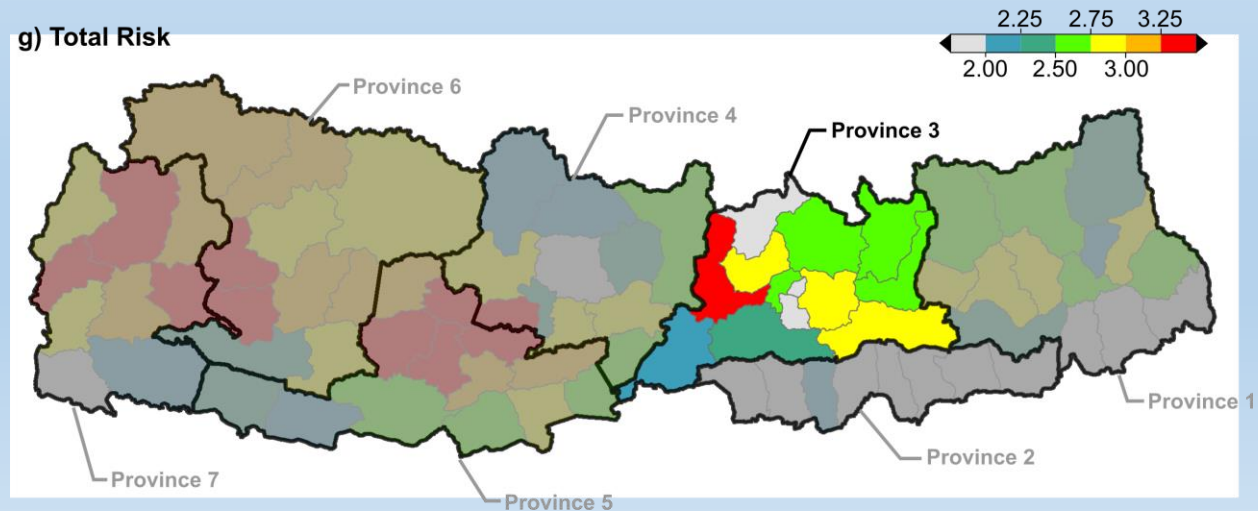 g) Total Risk
2.25 2.75 3.25
2.00 2.50 3.00
Province 6
Province 4
Province 3
Province 1
Province 2
Province 7
Province 5